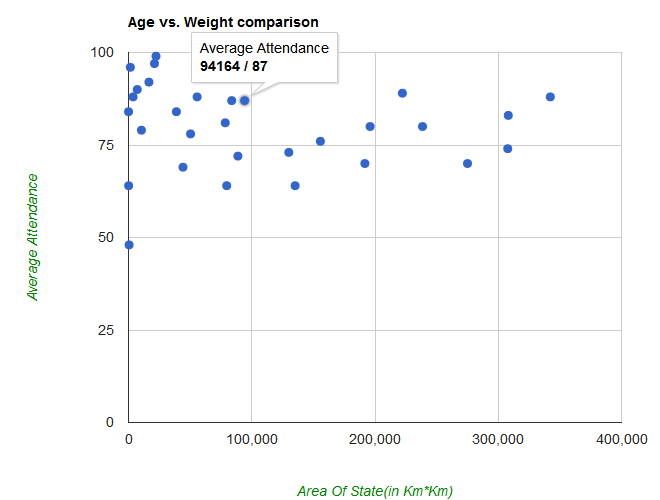 Age vs. Weight comparison
Average Attendance
94164 / 87
100
75
50
25
0
0 100,000 200,000 300,000 400,000
Average Attendance
Area Of State(in Km*Km)